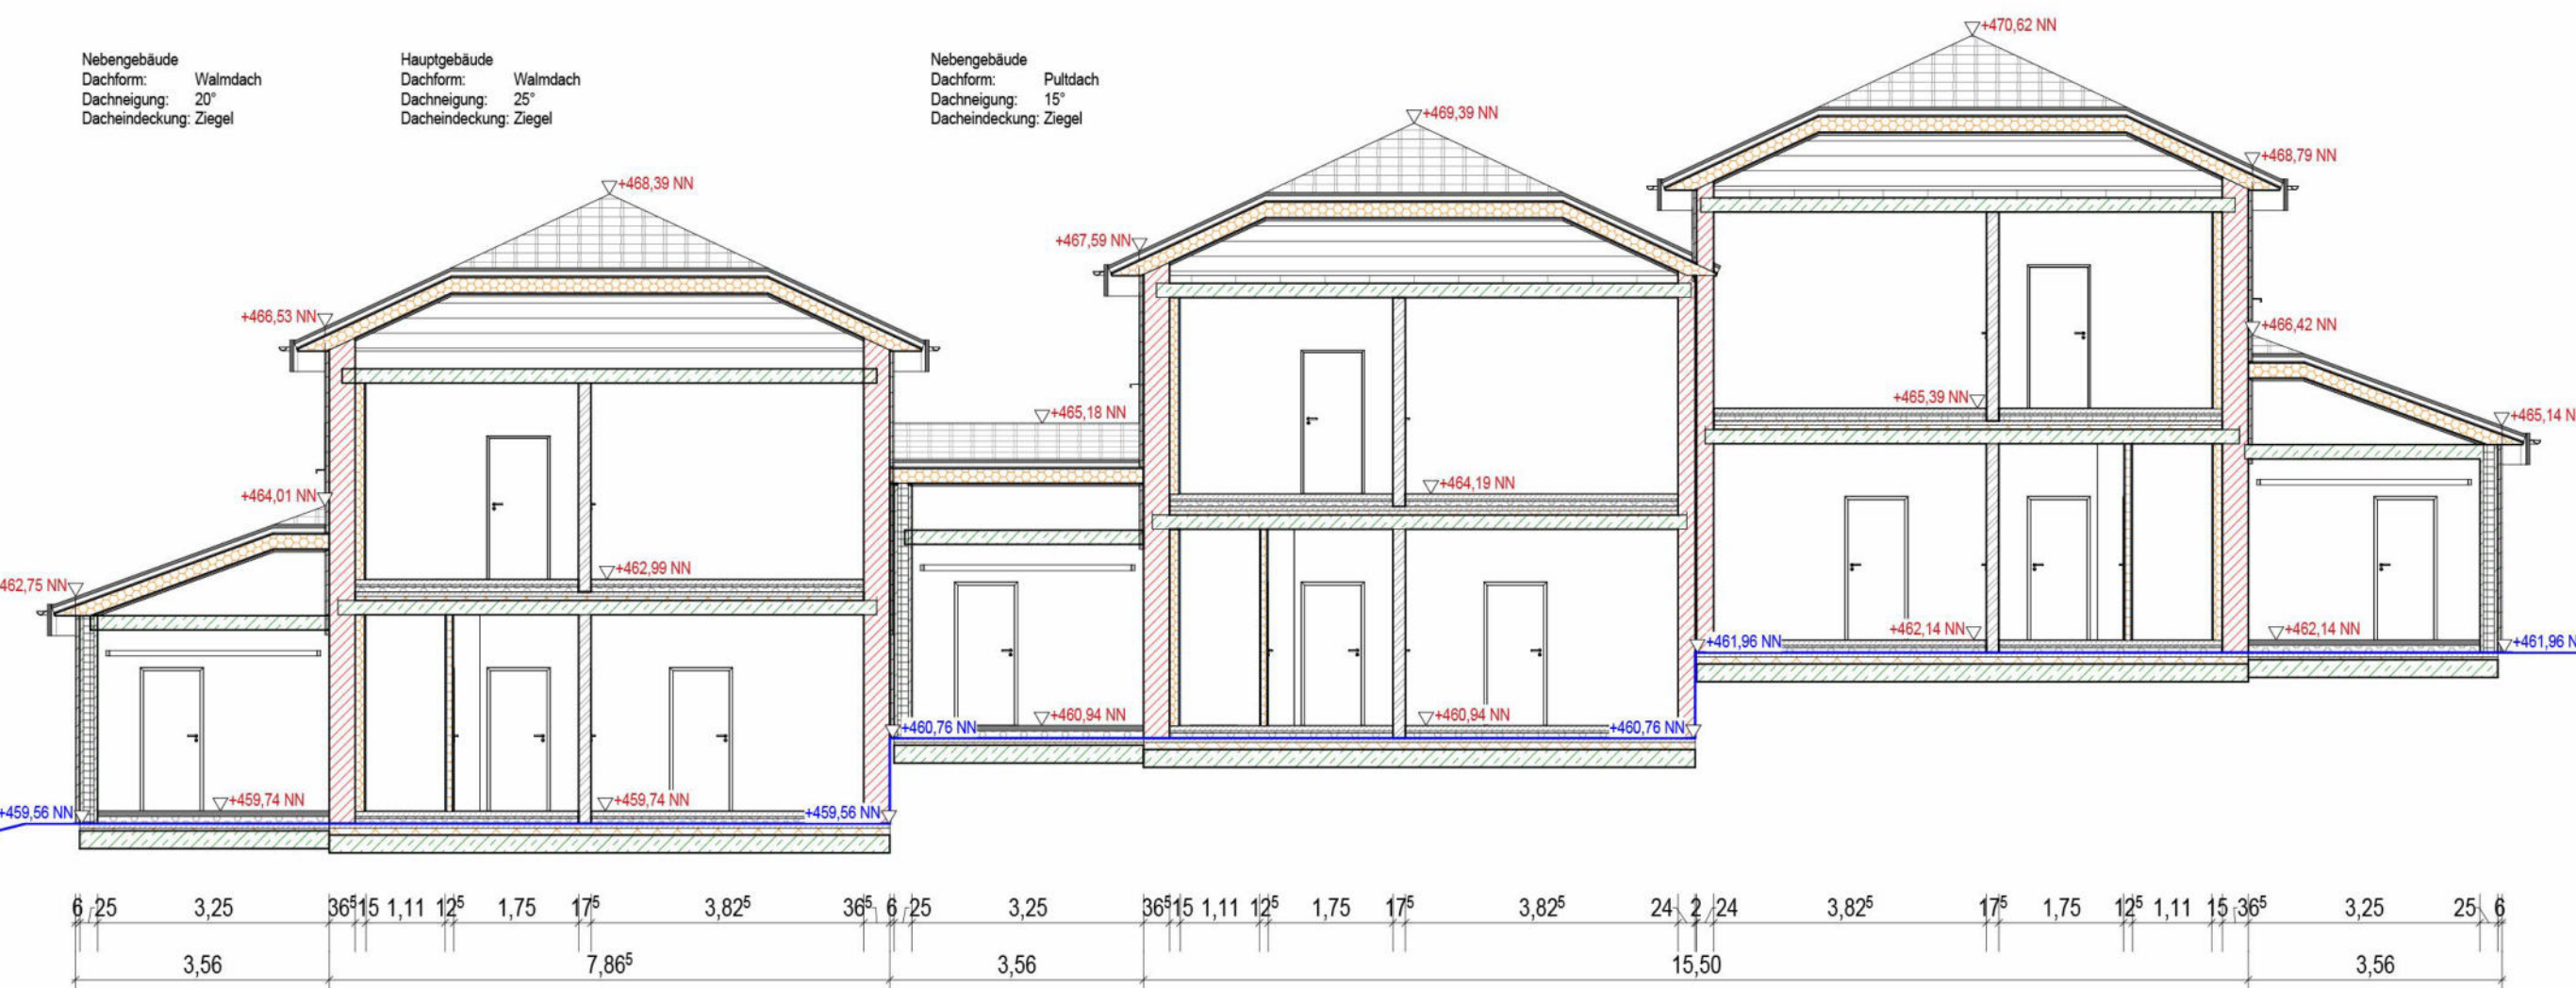 Nebengebäude
Dachform: Walmdach
Dachneigung: 20°
Dacheindeckung: Ziegel
Hauptgebäude
Dachform: Walmdach
Dachneigung: 25°
Dacheindeckung: Ziegel
Nebengebäude
Dachform: Pultdach
Dachneigung: 15°
Dacheindeckung: Ziegel
+470,62 NN
+469,39 NN
+468,79 NN
+468,39 NN
+467,59 NN
+466,53 NN
+466,42 NN
+465,39 NN
+465,18 NN
+465,14 N
+464,19 NN
+464,01 NN
+462,99 NN
462,75 NN
+462,14 NN
+462,14 NN
+461,96 NN
+461,96 N
+460,94 NN
+460,94 NN
+460,76 NN
+460,76 NN
+459,74 NN
+459,74 NN
+459,56 NN
+459,56 NN
6 25 3,25 36⁵ 15 1,11 12⁵ 1,75 17⁵ 3,82⁵ 36⁵ 6 25 3,25 36⁵ 15 1,11 12⁵ 1,75 17⁵ 3,82⁵ 24 2 24 3,82⁵ 17⁵ 1,75 12⁵ 1,11 15 36⁵ 3,25 25 6
3,56 7,86⁵ 3,56 15,50 3,56